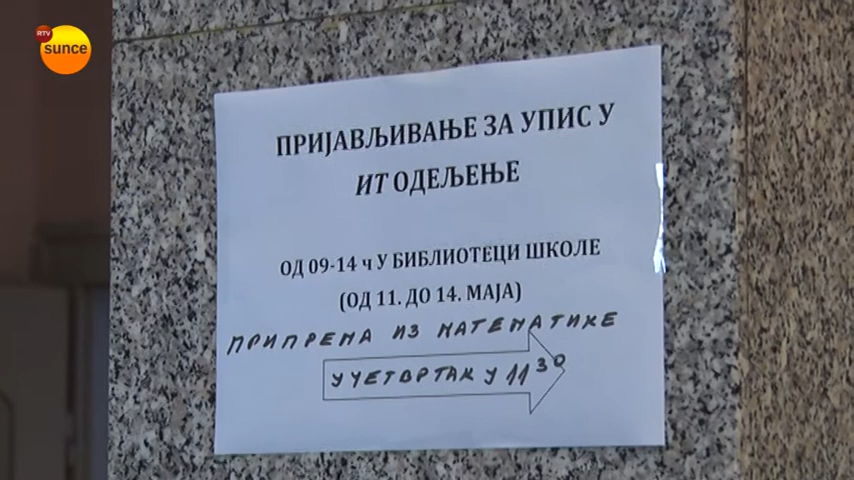 RTV
sunce
ПРИЈАВЉИВАЊЕ ЗА УПИС У
ИТ ОДЕЉЕЊЕ
ОД 09-14 ч У БИБЛИОТЕЦИ ШКОЛЕ
(ОД 11. ДО 14. МАЈА)
ПРИПРЕМА ИЗ МАТЕМАТИКЕ
У ЧЕТВРТАК У 11 30